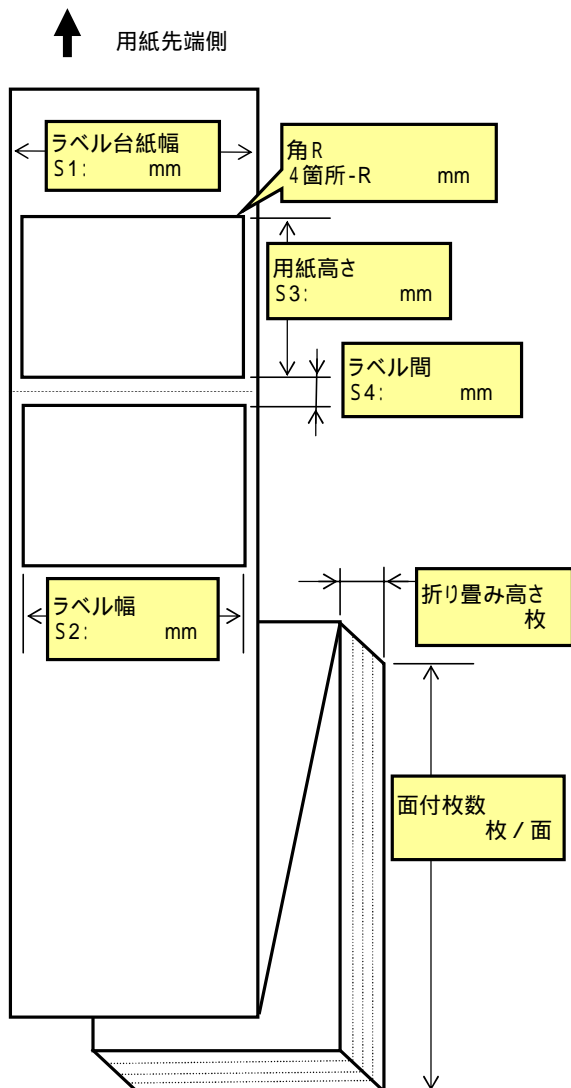 用紙先端側
ラベル台紙幅
S1: mm
角R
4箇所-R mm
用紙高さ
S3: mm
ラベル間
S4: mm
ラベル幅
S2: mm
折り畳み高さ
枚
面付枚数
枚 / 面